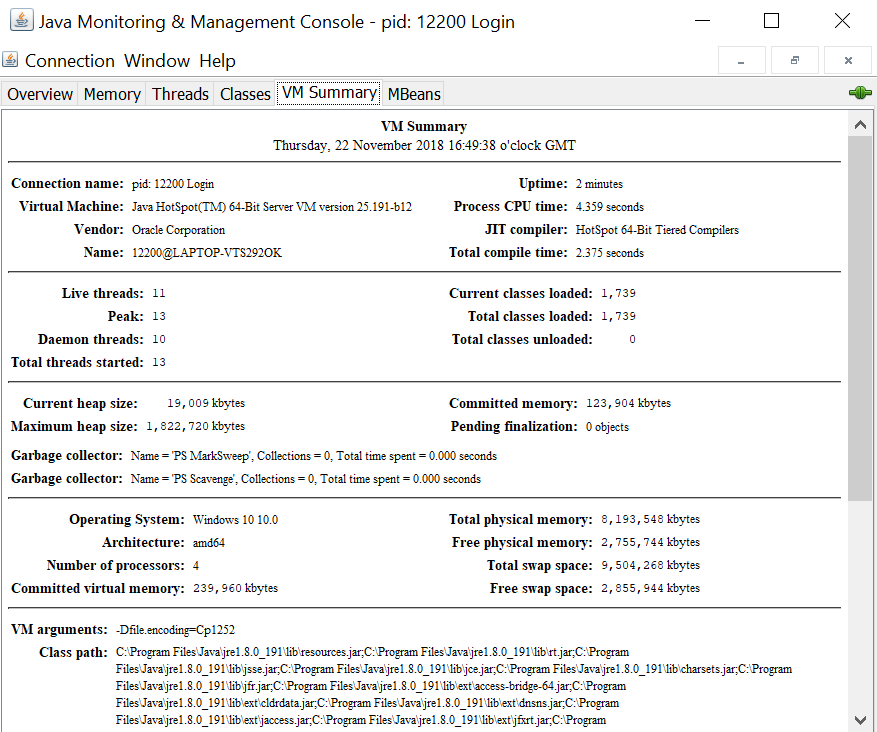 Java Monitoring & Management Console - pid: 12200 Login
Connection Window Help
Overview Memory Threads Classes VM Summary MBeans
VM Summary
Thursday, 22 November 2018 16:49:38 o'clock GMT
Connection name: pid: 12200 Login Uptime: 2 minutes
Virtual Machine: Java HotSpot(TM) 64-Bit Server VM version 25.191-b12 Process CPU time: 4.359 seconds
Vendor: Oracle Corporation JIT compiler: HotSpot 64-Bit Tiered Compilers
Name: 12200@LAPTOP-VTS292OK Total compile time: 2.375 seconds
Live threads: 11 Current classes loaded: 1,739
Peak: 13 Total classes loaded: 1,739
Daemon threads: 10 Total classes unloaded: 0
Total threads started: 13
Current heap size: 19,009 kbytes Committed memory: 123,904 kbytes
Maximum heap size: 1,822,720 kbytes Pending finalization: 0 objects
Garbage collector: Name = 'PS MarkSweep', Collections = 0, Total time spent = 0.000 seconds
Garbage collector: Name = 'PS Scavenge', Collections = 0, Total time spent = 0.000 seconds
Operating System: Windows 10 10.0 Total physical memory: 8,193,548 kbytes
Architecture: amd64 Free physical memory: 2,755,744 kbytes
Number of processors: 4 Total swap space: 9,504,268 kbytes
Committed virtual memory: 239,960 kbytes Free swap space: 2,855,944 kbytes
VM arguments: -Dfile.encoding=Cp1252
Class path: C:\Program Files\Java\jre1.8.0_191\lib\resources.jar;C:\Program Files\Java\jre1.8.0_191\lib\rt.jar;C:\Program
Files\Java\jre1.8.0_191\lib\jsse.jar;C:\Program Files\Java\jre1.8.0_191\lib\jce.jar;C:\Program Files\Java\jre1.8.0_191\lib\charsets.jar;C:\Program
Files\Java\jre1.8.0_191\lib\jfr.jar;C:\Program Files\Java\jre1.8.0_191\lib\ext\access-bridge-64.jar;C:\Program
Files\Java\jre1.8.0_191\lib\ext\cldrdata.jar;C:\Program Files\Java\jre1.8.0_191\lib\ext\dnsns.jar;C:\Program
Files\Java\jre1.8.0_191\lib\ext\jaccess.jar;C:\Program Files\Java\jre1.8.0_191\lib\ext\jfxrt.jar;C:\Program